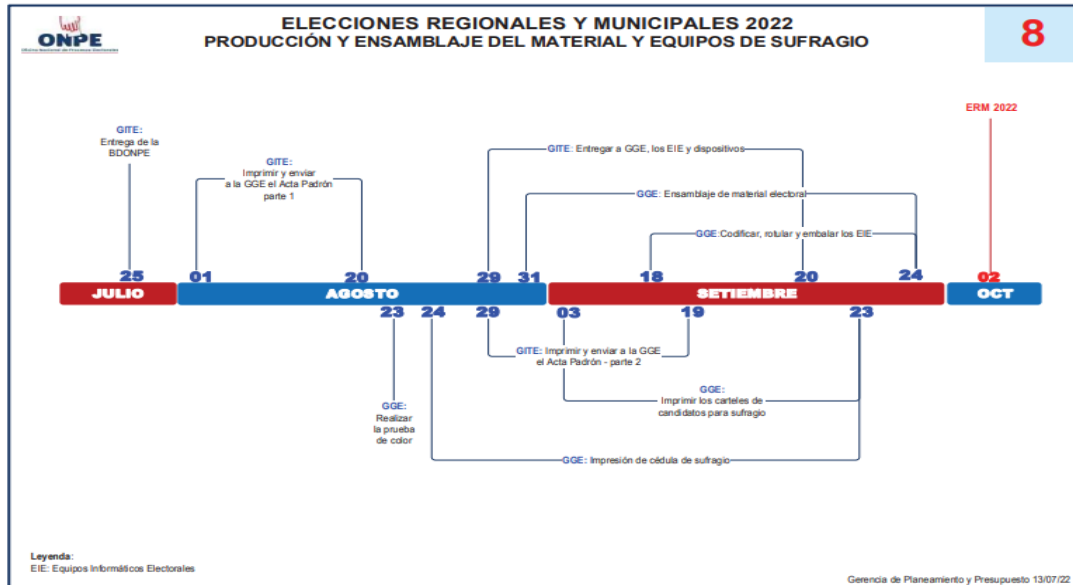 ONPE
Oficina Nacional de Procesos Electorales
ELECCIONES REGIONALES Y MUNICIPALES 2022
PRODUCCIÓN Y ENSAMBLAJE DEL MATERIAL Y EQUIPOS DE SUFRAGIO
8
ERM 2022
GITE:
Entrega de la
BDONPE
GITE:
Imprimir y enviar
a la GGE el Acta Padrón
parte 1
GITE: Entregar a GGE, los EIE y dispositivos
GGE: Ensamblaje de material electoral
GGE:Codificar, rotular y embalar los EIE
25
01
20
29
31
18
20
24
02
JULIO
AGOSTO
SETIEMBRE
OCT
23
24
29
03
19
23
GITE: Imprimir y enviar a la GGE
el Acta Padrón - parte 2
GGE:
Imprimir los carteles de
candidatos para sufragio
GGE:
Realizar
la prueba
de color
GGE: Impresión de cédula de sufragio
Leyenda:
EIE: Equipos Informáticos Electorales
Gerencia de Planeamiento y Presupuesto 13/07/22